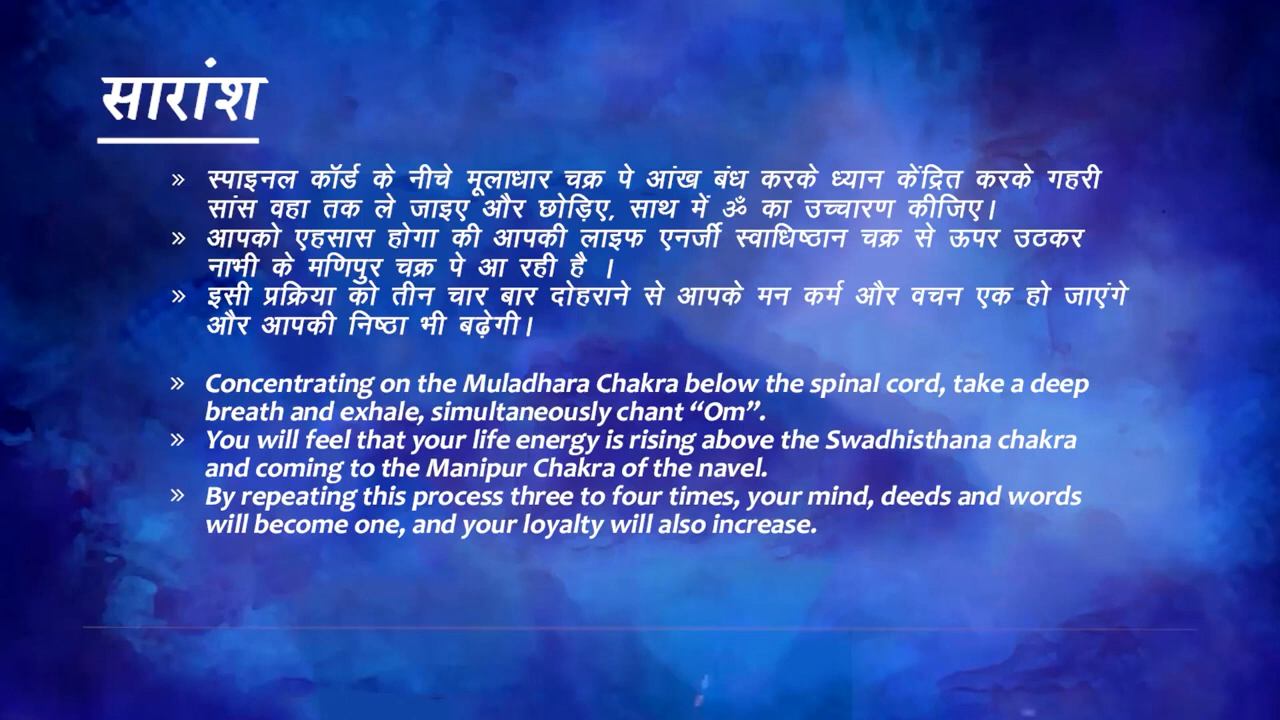 सारांश
» स्पाइनल कॉर्ड के नीचे मूलाधार चक्र पे आंख बंध करके ध्यान केंद्रित करके गहरी
सांस वहा तक ले जाइए और छोड़िए, साथ में ॐ का उच्चारण कीजिए।
» आपको एहसास होगा की आपकी लाइफ एनर्जी स्वाधिष्ठान चक्र से ऊपर उठकर
नाभी के मणिपुर चक्र पे आ रही है ।
» इसी प्रक्रिया को तीन चार बार दोहराने से आपके मन कर्म और वचन एक हो जाएंगे
और आपकी निष्ठा भी बढ़ेगी।
» Concentrating on the Muladhara Chakra below the spinal cord, take a deep
breath and exhale, simultaneously chant “Om”.
» You will feel that your life energy is rising above the Swadhisthana chakra
and coming to the Manipur Chakra of the navel.
» By repeating this process three to four times, your mind, deeds and words
will become one, and your loyalty will also increase.